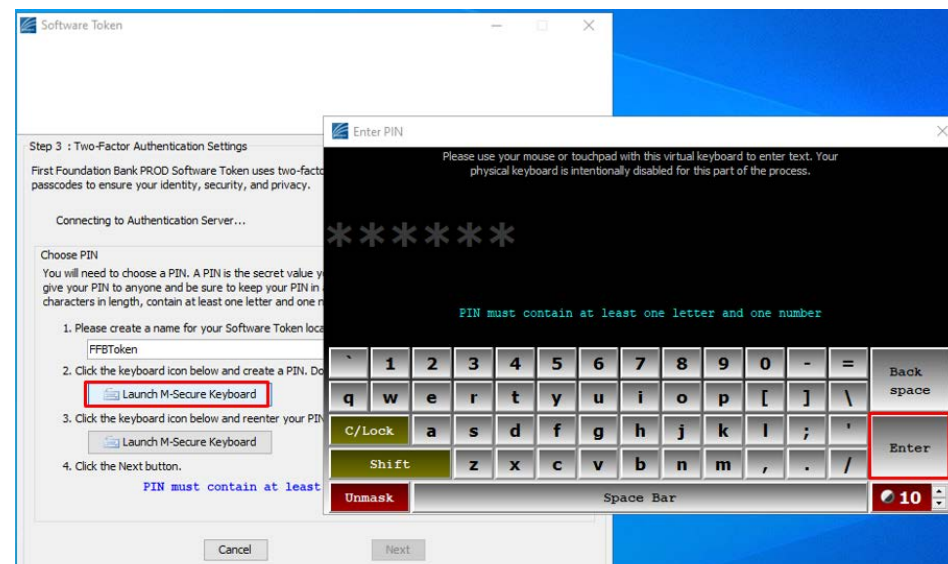 Software Token
Step 3 : Two-Factor Authentication Settings
First Foundation Bank PROD Software Token uses two-facto
passcodes to ensure your identity, security, and privacy.
Connecting to Authentication Server...
Choose PIN
You will need to choose a PIN. A PIN is the secret value y
give your PIN to anyone and be sure to keep your PIN in
characters in length, contain at least one letter and one n
1. Please create a name for your Software Token loca
FFBToken
2. Click the keyboard icon below and create a PIN. Do
Launch M-Secure Keyboard
3. Click the keyboard icon below and reenter your PIN
Launch M-Secure Keyboard
4. Click the Next button.
PIN must contain at least
Cancel Next
Enter PIN
Please use your mouse or touchpad with this virtual keyboard to enter text. Your
physical keyboard is intentionally disabled for this part of the process.
******
PIN must contain at least one letter and one number
` 1 2 3 4 5 6 7 8 9 0 - = Back space
q w e r t y u i o p [ ] \
C/Lock a s d f g h j k l ; ' Enter
Shift z x c v b n m , . /
Unmask Space Bar 10